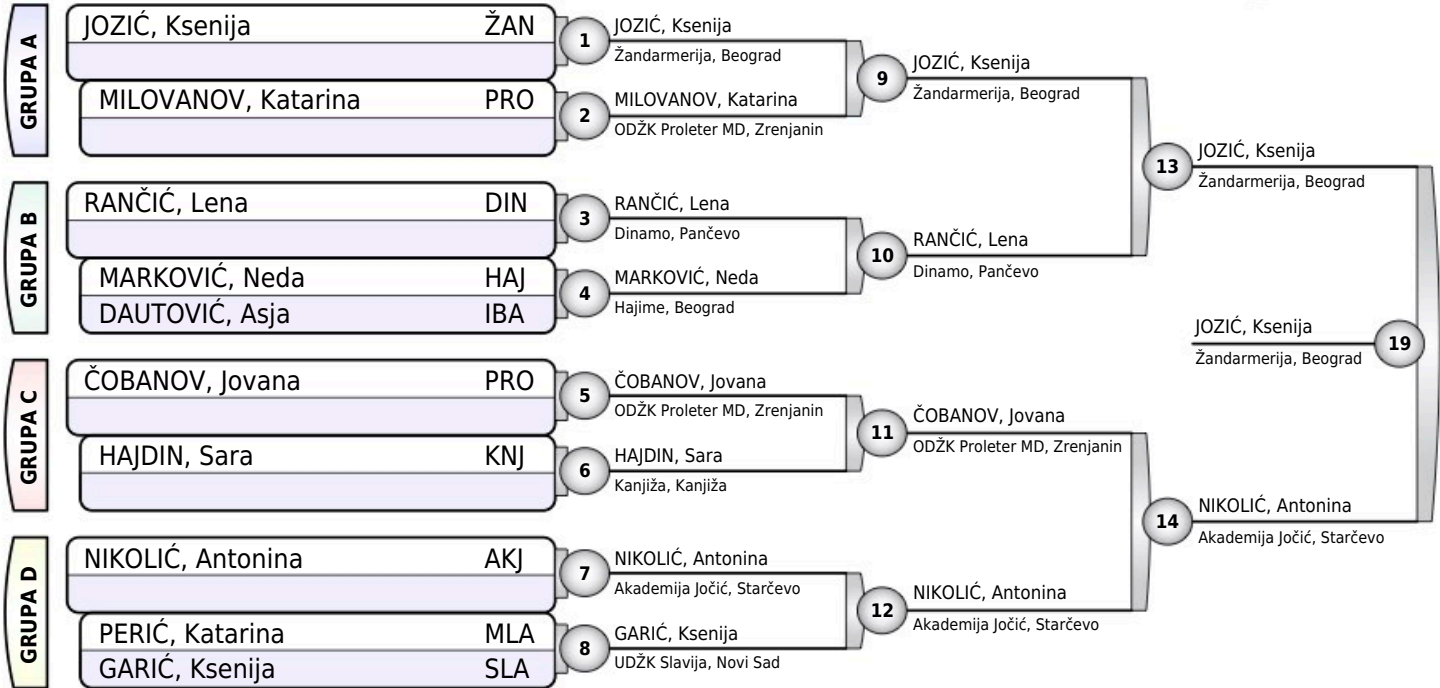 GRUPA A
JOZIĆ, Ksenija ŽAN
MILOVANOV, Katarina PRO
GRUPA B
RANČIĆ, Lena DIN
MARKOVIĆ, Neda HAJ
DAUTOVIĆ, Asja IBA
GRUPA C
ČOBANOV, Jovana PRO
HAJDIN, Sara KNJ
GRUPA D
NIKOLIĆ, Antonina AKJ
PERIĆ, Katarina MLA
GARIĆ, Ksenija SLA
1
JOZIĆ, Ksenija
Žandarmerija, Beograd
2
MILOVANOV, Katarina
ODŽK Proleter MD, Zrenjanin
3
RANČIĆ, Lena
Dinamo, Pančevo
4
MARKOVIĆ, Neda
Hajime, Beograd
5
ČOBANOV, Jovana
ODŽK Proleter MD, Zrenjanin
6
HAJDIN, Sara
Kanjiža, Kanjiža
7
NIKOLIĆ, Antonina
Akademija Jočić, Starčevo
8
GARIĆ, Ksenija
UDŽK Slavija, Novi Sad
9
JOZIĆ, Ksenija
Žandarmerija, Beograd
10
RANČIĆ, Lena
Dinamo, Pančevo
11
ČOBANOV, Jovana
ODŽK Proleter MD, Zrenjanin
12
NIKOLIĆ, Antonina
Akademija Jočić, Starčevo
13
JOZIĆ, Ksenija
Žandarmerija, Beograd
14
NIKOLIĆ, Antonina
Akademija Jočić, Starčevo
JOZIĆ, Ksenija
Žandarmerija, Beograd
19